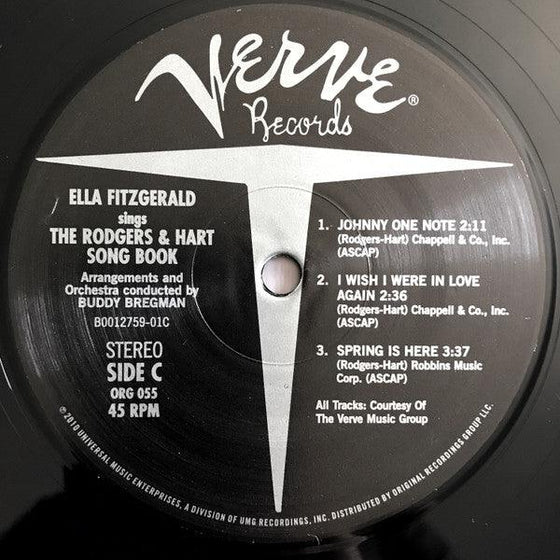 Verve®
Records
ELLA FITZGERALD
sings
THE RODGERS & HART
SONG BOOK
Arrangements and
Orchestra conducted by
BUDDY BREGMAN
B0012759-01C
STEREO
SIDE C
ORG 055
45 RPM
1. JOHNNY ONE NOTE 2:11
(Rodgers-Hart) Chappell & Co., Inc.
(ASCAP)
2. I WISH I WERE IN LOVE
AGAIN 2:36
(Rodgers-Hart) Chappell & Co., Inc.
(ASCAP)
3. SPRING IS HERE 3:37
(Rodgers-Hart) Robbins Music
Corp. (ASCAP)
All Tracks: Courtesy Of
The Verve Music Group
℗2010 UNIVERSAL MUSIC ENTERPRISES, A DIVISION OF UMG RECORDINGS, INC. DISTRIBUTED BY ORIGINAL RECORDINGS GROUP LLC.